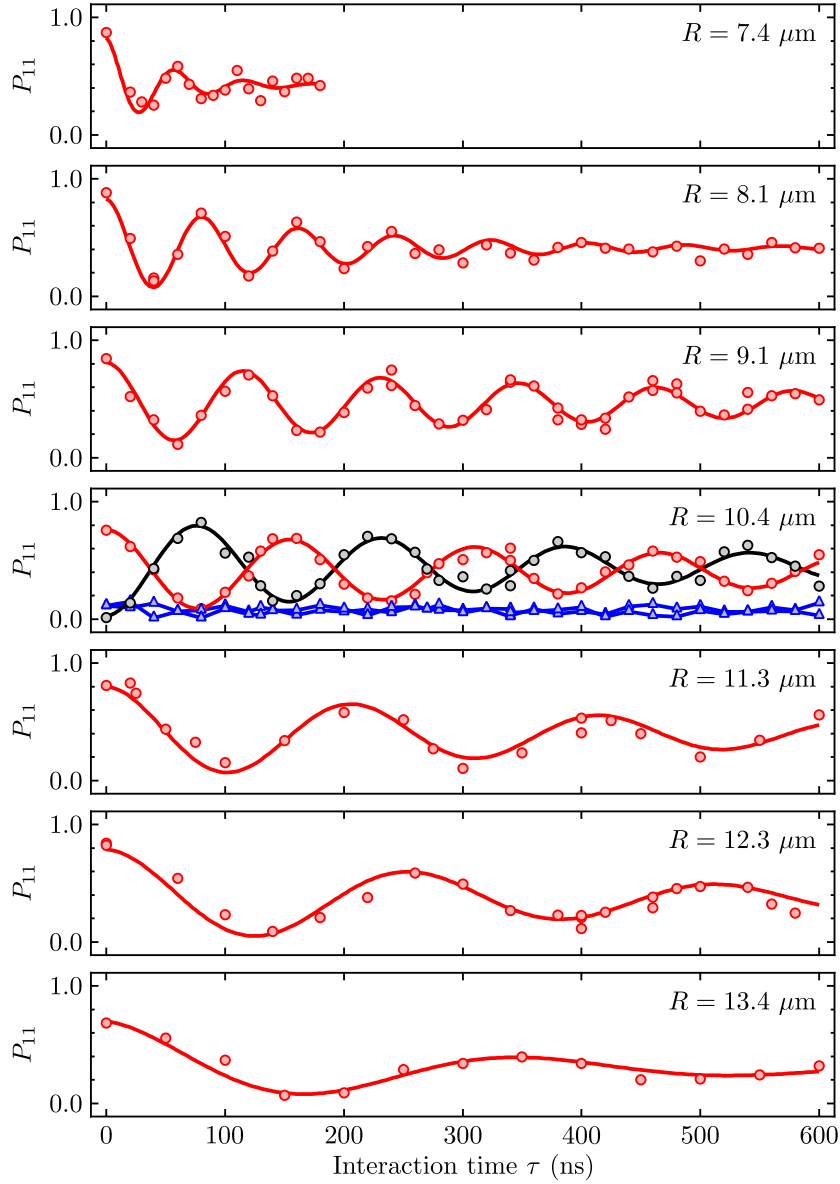 1.0
R = 7.4 μm
P₁₁
0.0
1.0
R = 8.1 μm
P₁₁
0.0
1.0
R = 9.1 μm
P₁₁
0.0
1.0
R = 10.4 μm
P₁₁
0.0
1.0
R = 11.3 μm
P₁₁
0.0
1.0
R = 12.3 μm
P₁₁
0.0
1.0
R = 13.4 μm
P₁₁
0.0
0 100 200 300 400 500 600
Interaction time τ (ns)